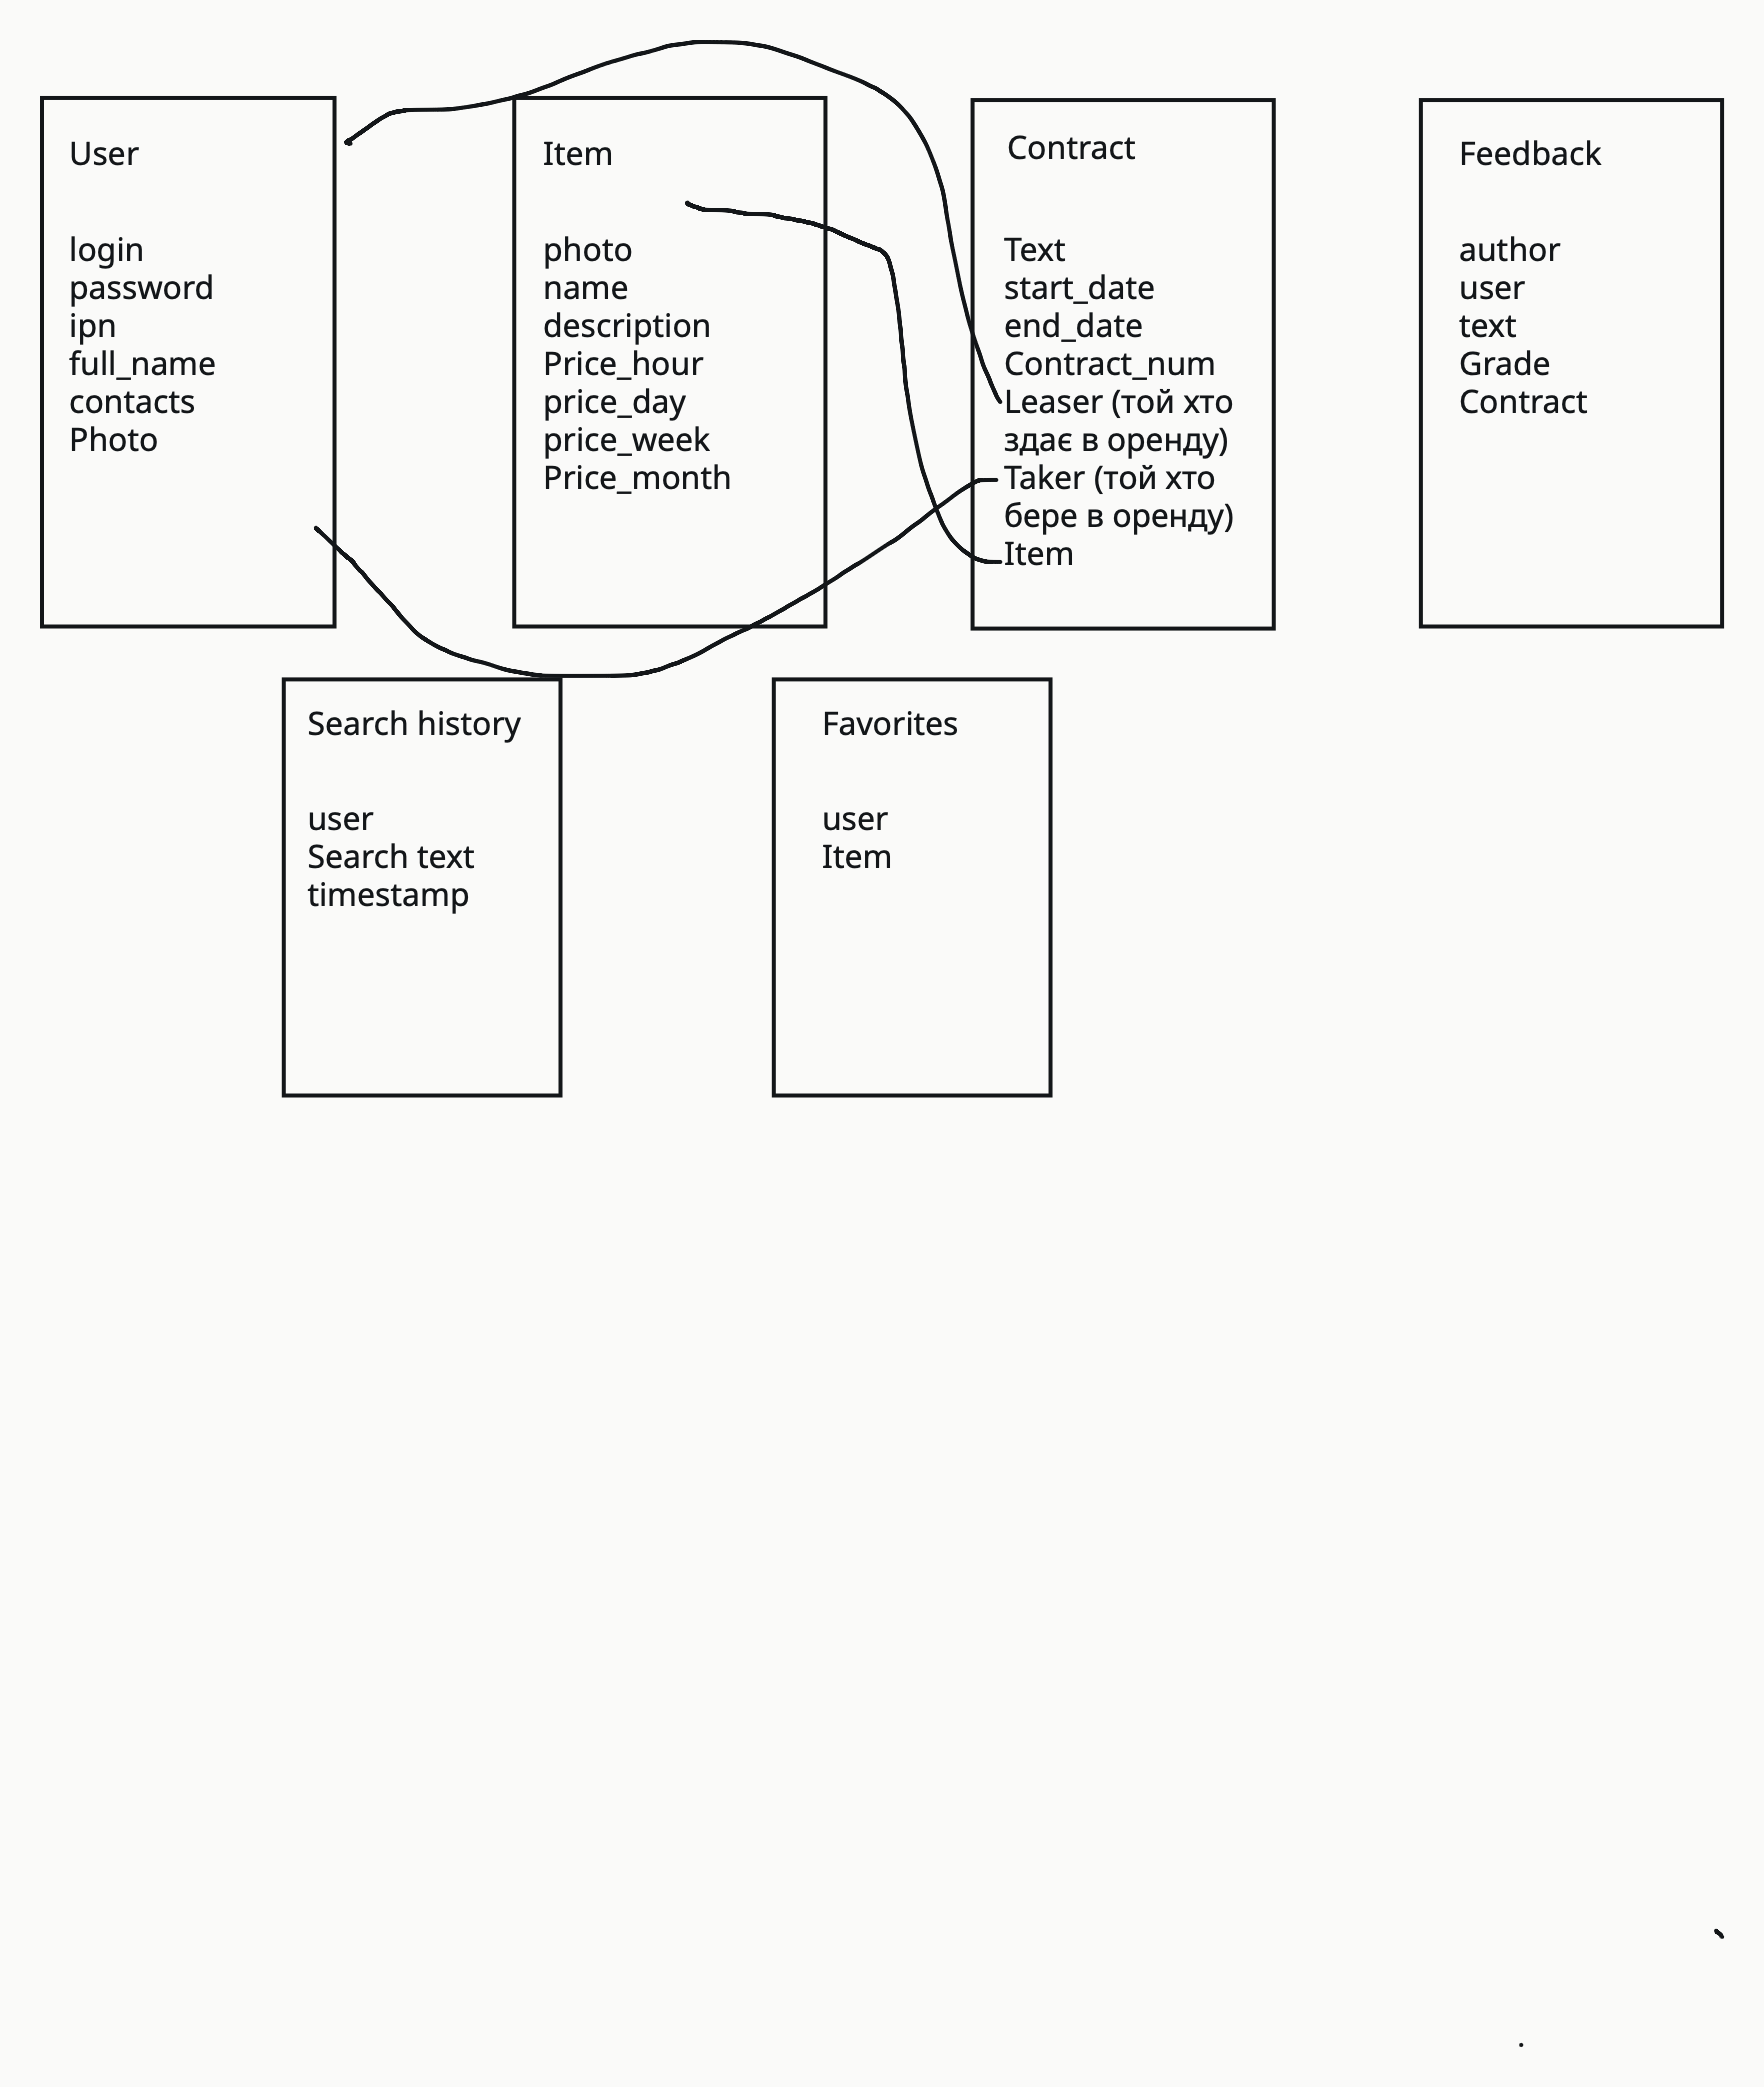 User
login
password
ipn
full_name
contacts
Photo
Item
photo
name
description
Price_hour
price_day
price_week
Price_month
Contract
Text
start_date
end_date
Contract_num
Leaser (той хто
здає в оренду)
Taker (той хто
бере в оренду)
Item
Feedback
author
user
text
Grade
Contract
Search history
user
Search text
timestamp
Favorites
user
Item